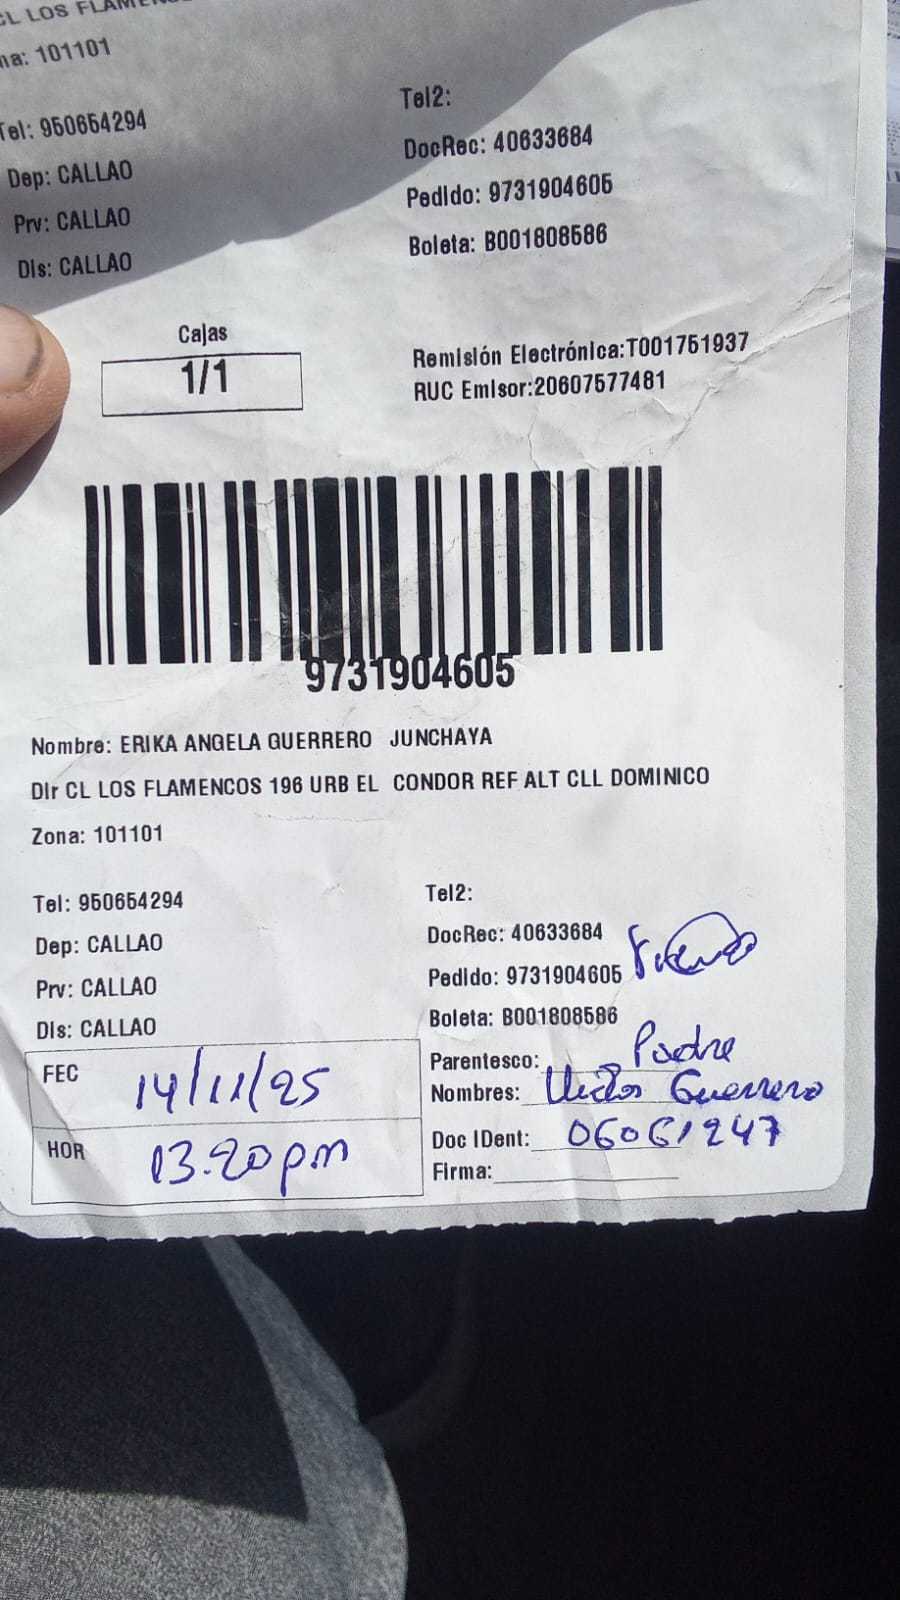 CL LOS FLAMEN
na: 101101
Tel: 950654294
Tel2:
Dep: CALLAO
DocRec: 40633684
Prv: CALLAO
Pedido: 9731904605
Dis: CALLAO
Boleta: B001808586
Cajas
1/1
Remisión Electrónica:T001751937
RUC Emisor:20607577481
9731904605
Nombre: ERIKA ANGELA GUERRERO JUNCHAYA
Dir CL LOS FLAMENCOS 196 URB EL CONDOR REF ALT CLL DOMINICO
Zona: 101101
Tel: 950654294
Tel2:
Dep: CALLAO
DocRec: 40633684
Prv: CALLAO
Pedido: 9731904605
Dis: CALLAO
Boleta: B001808586
FEC 14/11/25
Parentesco: Padre
Nombres: Victor Guerrero
HOR 13.20 pm
Doc IDent: 06061247
Firma: